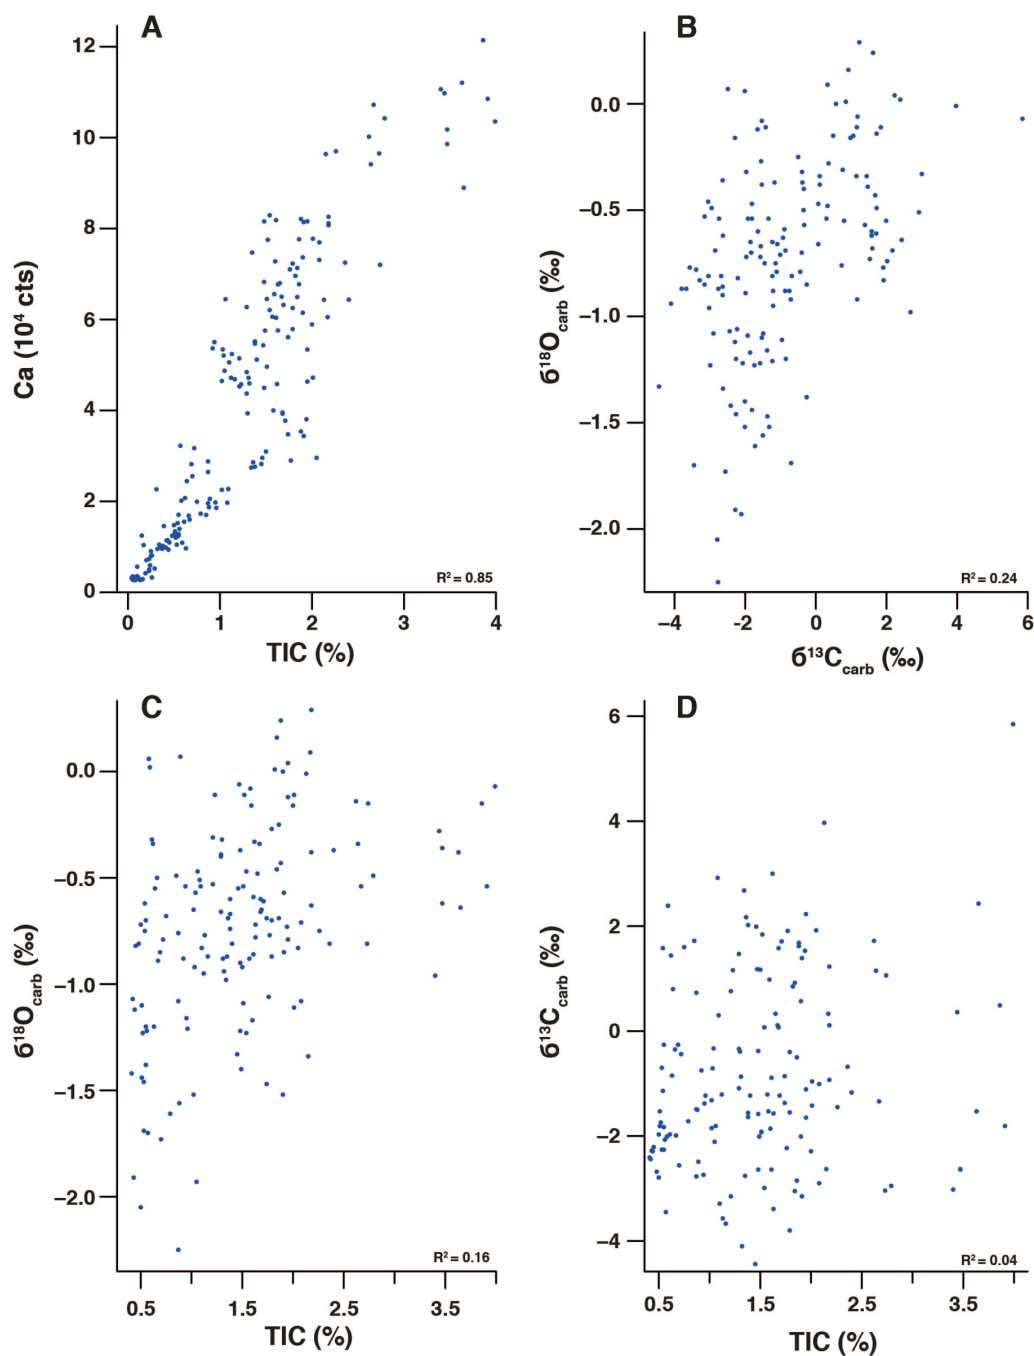 A
12
10
8
6
4
2
0
Ca (10⁴ cts)
R² = 0.85
0 1 2 3 4
TIC (%)
B
0.0
−0.5
−1.0
−1.5
−2.0
б¹⁸O_carb (‰)
R² = 0.24
−4 −2 0 2 4 6
б¹³C_carb (‰)
C
0.0
−0.5
−1.0
−1.5
−2.0
б¹⁸O_carb (‰)
R² = 0.16
0.5 1.5 2.5 3.5
TIC (%)
D
6
4
2
0
−2
−4
б¹³C_carb (‰)
R² = 0.04
0.5 1.5 2.5 3.5
TIC (%)